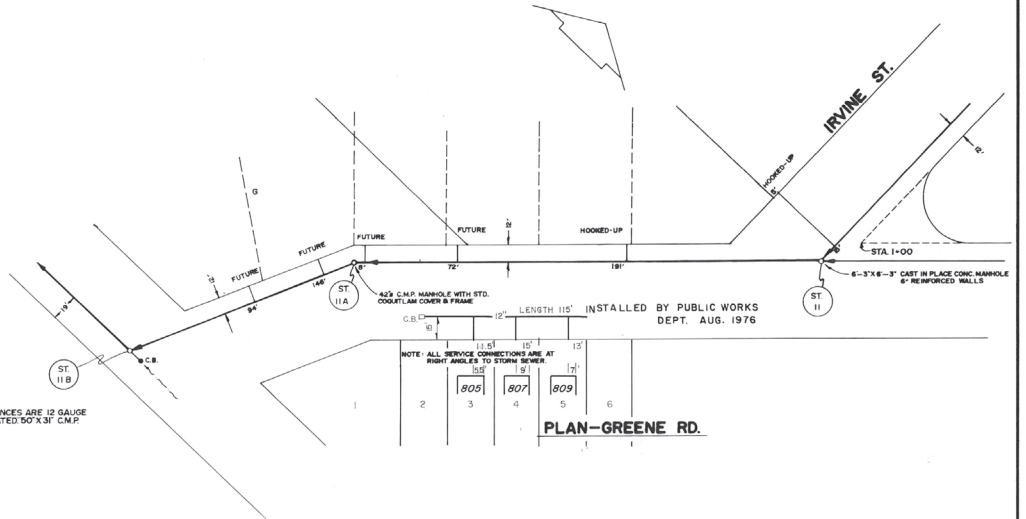 IRVINE ST.
HOOKED-UP
12'
G
FUTURE
FUTURE
HOOKED-UP
12'
FUTURE
STA. 1+00
FUTURE
8'
72'
191'
146'
12'
94'
19'
6'-3"X6'-3" CAST IN PLACE CONC. MANHOLE
6" REINFORCED WALLS
42"ø C.M.P. MANHOLE WITH STD.
COQUITLAM COVER & FRAME
ST.
11A
ST.
11
C.B.
12"
LENGTH 115'
INSTALLED BY PUBLIC WORKS
DEPT. AUG. 1976
11.5'
15'
13'
NOTE: ALL SERVICE CONNECTIONS ARE AT
RIGHT ANGLES TO STORM SEWER.
C.B.
ST.
11B
9'
805
807
809
1
2
3
4
5
6
NCES ARE 12 GAUGE
TED. 50"X31" C.M.P.
PLAN-GREENE RD.